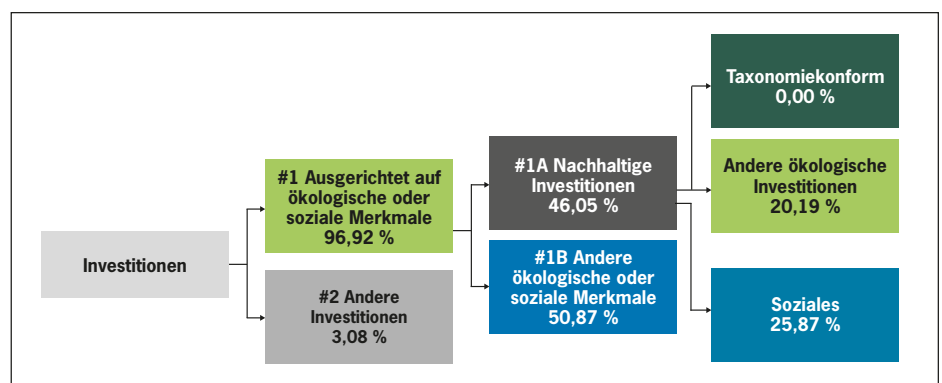 Investitionen
#1 Ausgerichtet auf
ökologische oder
soziale Merkmale
96,92 %
#2 Andere
Investitionen
3,08 %
#1A Nachhaltige
Investitionen
46,05 %
#1B Andere
ökologische oder
soziale Merkmale
50,87 %
Taxonomiekonform
0,00 %
Andere ökologische
Investitionen
20,19 %
Soziales
25,87 %